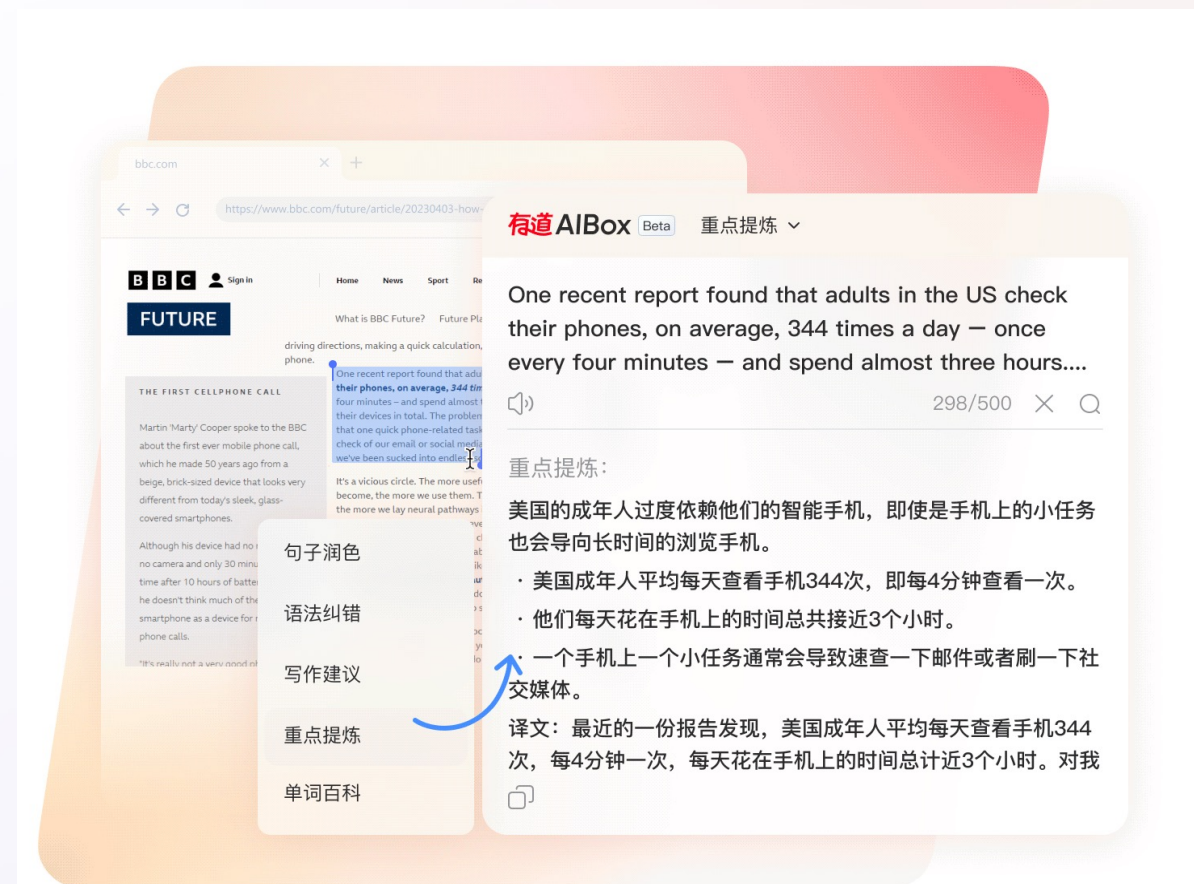 bbc.com
https://www.bbc.com/future/article/20230403-how-
BBC
Sign in
Home
News
Sport
FUTURE
What is BBC Future?
Future
driving directions, making a quick calculation,
phone.
THE FIRST CELLPHONE CALL
Martin 'Marty' Cooper spoke to the BBC
about the first ever mobile phone call,
which he made 50 years ago from a
beige, brick-sized device that looks very
different from today's sleek, glass-
covered smartphones.
Although his device had no
no camera and only 30
time after 10 hours of
he doesn't think much of the
smartphone as a device for
phone calls.
"It's really not a very good
One recent report found that
their phones, on average, 344
four minutes – and spend almost
their devices in total. The
that one quick phone-related
check of our email or social
we've been sucked into
It's a vicious circle. The more
become, the more we use them.
the more we lay neural pathways
句子润色
语法纠错
写作建议
重点提炼
单词百科
有道 AIBox Beta 重点提炼
One recent report found that adults in the US check
their phones, on average, 344 times a day — once
every four minutes — and spend almost three hours....
298/500
重点提炼:
美国的成年人过度依赖他们的智能手机，即使是手机上的小任务
也会导向长时间的浏览手机。
· 美国成年人平均每天查看手机344次，即每4分钟查看一次。
· 他们每天花在手机上的时间总共接近3个小时。
· 一个手机上一个小任务通常会导致速查一下邮件或者刷一下社
交媒体。
译文：最近的一份报告发现，美国成年人平均每天查看手机344
次，每4分钟一次，每天花在手机上的时间总计近3个小时。对我